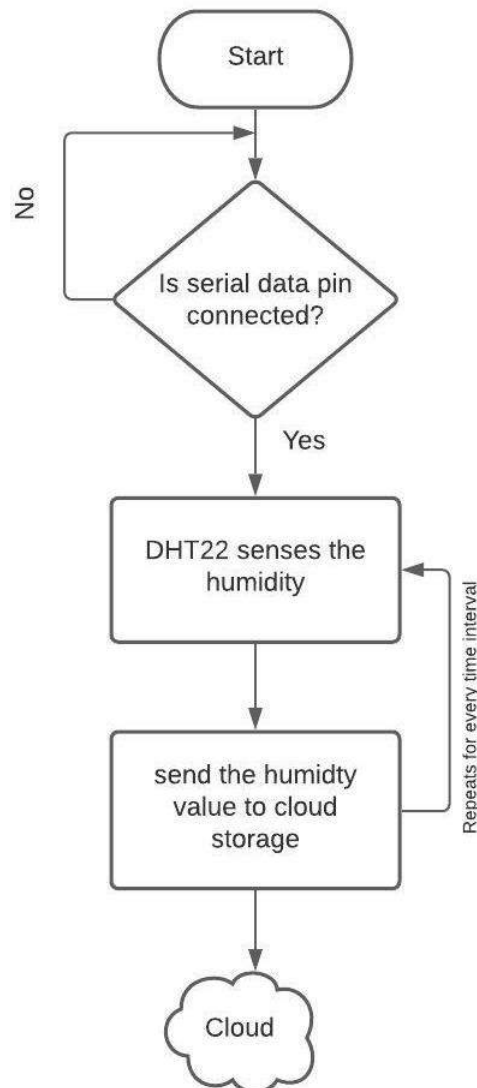 Start
No
Is serial data pin
connected?
Yes
DHT22 senses the
humidity
Repeats for every time interval
send the humidty
value to cloud
storage
Cloud